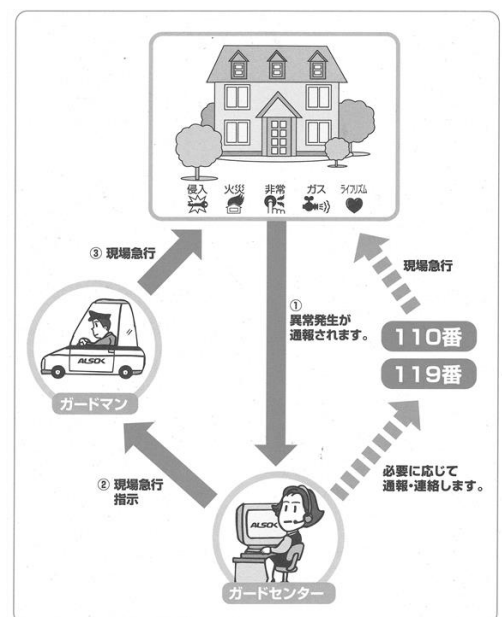 侵入 火災 非常 ガス ライフリズム
③ 現場急行
現場急行
①
異常発生が
通報されます。
110番
119番
ALSOK
ガードマン
② 現場急行
指示
必要に応じて
通報・連絡します。
ALSOK
ガードセンター